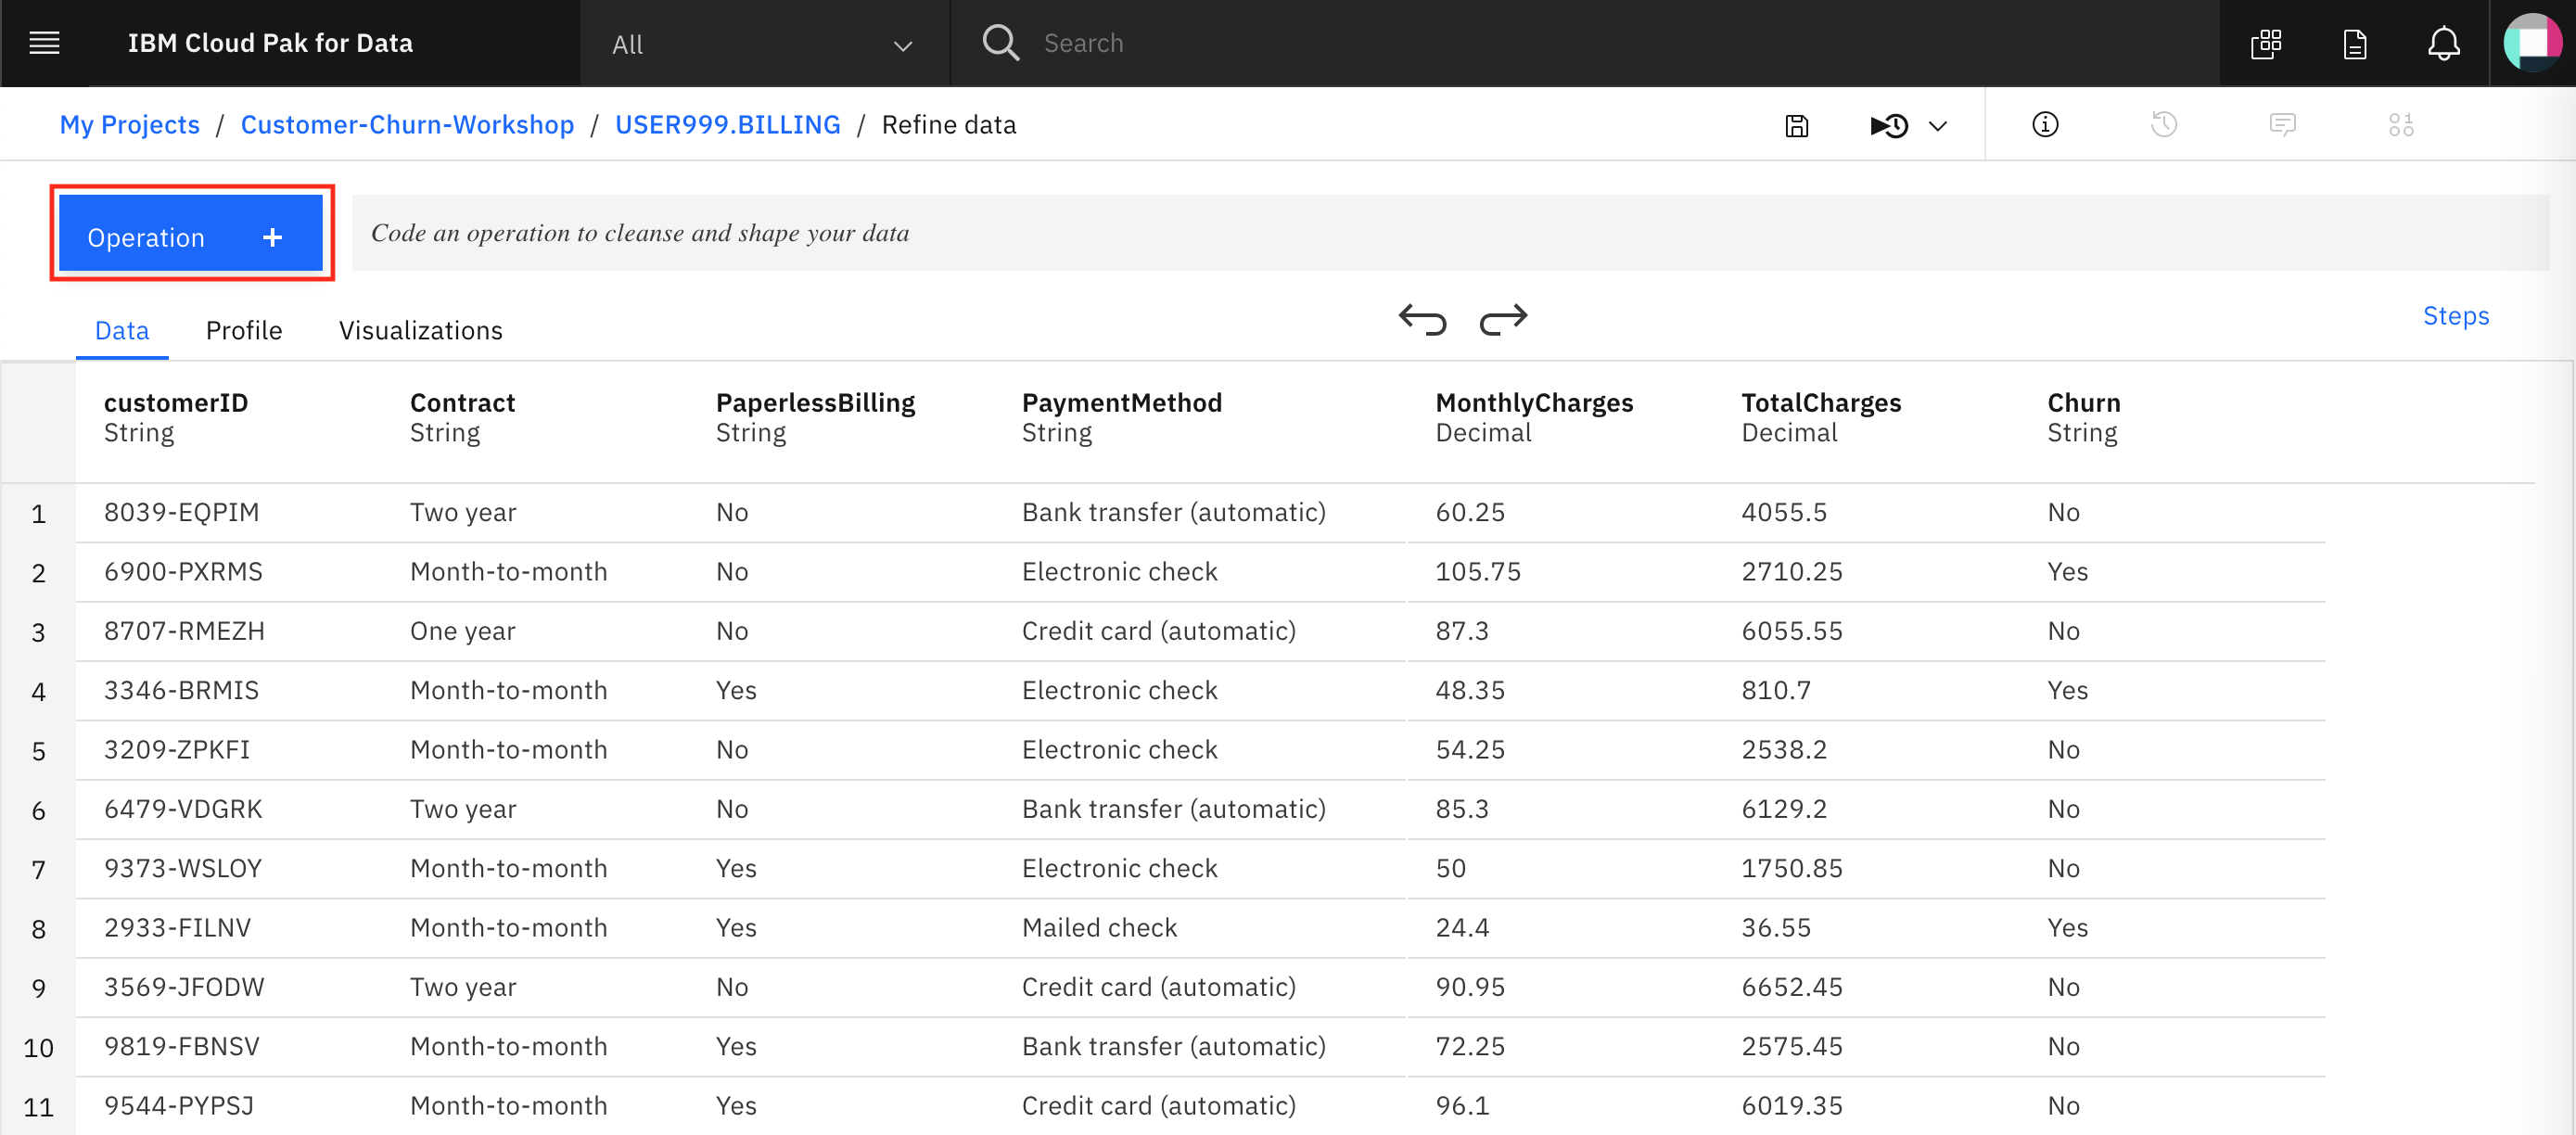 IBM Cloud Pak for Data All Search
My Projects / Customer-Churn-Workshop / USER999.BILLING / Refine data
Operation + Code an operation to cleanse and shape your data
Data Profile Visualizations Steps
customerID Contract PaperlessBilling PaymentMethod MonthlyCharges TotalCharges Churn
String String String String Decimal Decimal String
1 8039-EQPIM Two year No Bank transfer (automatic) 60.25 4055.5 No
2 6900-PXRMS Month-to-month No Electronic check 105.75 2710.25 Yes
3 8707-RMEZH One year No Credit card (automatic) 87.3 6055.55 No
4 3346-BRMIS Month-to-month Yes Electronic check 48.35 810.7 Yes
5 3209-ZPKFI Month-to-month No Electronic check 54.25 2538.2 No
6 6479-VDGRK Two year No Bank transfer (automatic) 85.3 6129.2 No
7 9373-WSLOY Month-to-month Yes Electronic check 50 1750.85 No
8 2933-FILNV Month-to-month Yes Mailed check 24.4 36.55 Yes
9 3569-JFODW Two year No Credit card (automatic) 90.95 6652.45 No
10 9819-FBNSV Month-to-month Yes Bank transfer (automatic) 72.25 2575.45 No
11 9544-PYPSJ Month-to-month Yes Credit card (automatic) 96.1 6019.35 No